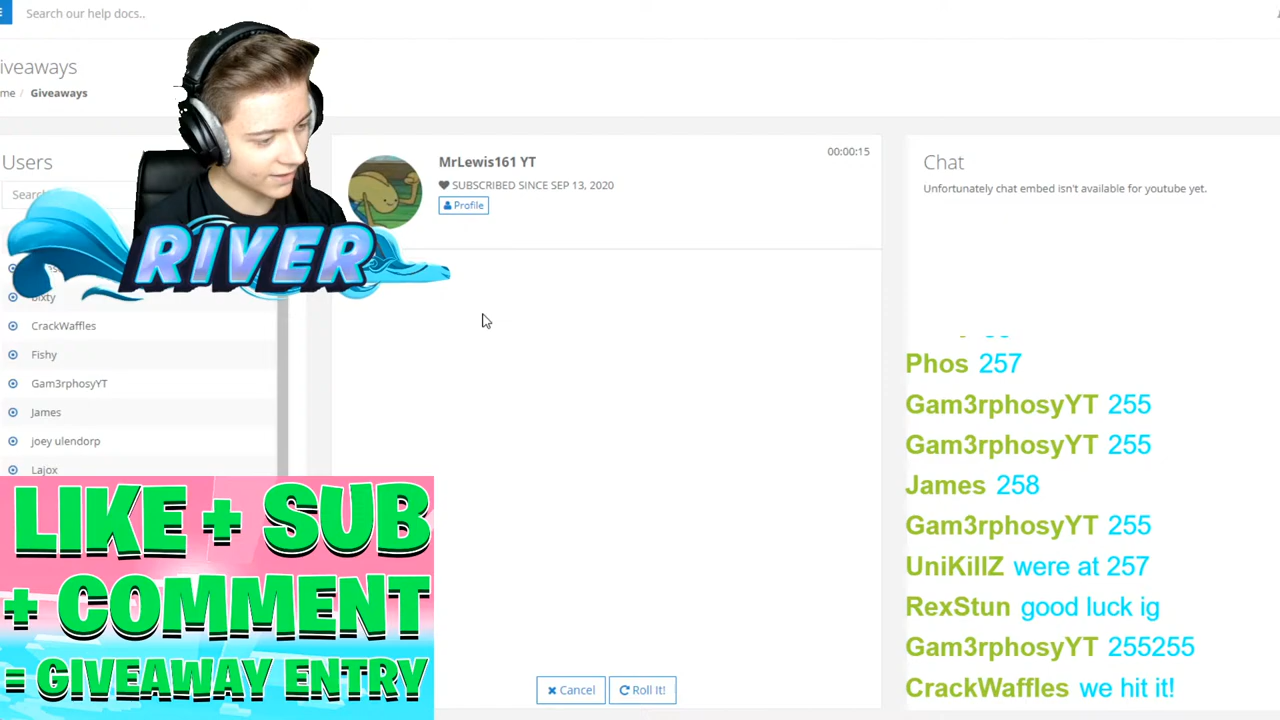 Search our help docs..
iveaways
me / Giveaways
Users
Search
MrLewis161 YT
SUBSCRIBED SINCE SEP 13, 2020
Profile
00:00:15
Chat
Unfortunately chat embed isn't available for youtube yet.
RIVER
CrackWaffles
Fishy
Gam3rphosyYT
James
joey ulendorp
Lajox
Phos 257
Gam3rphosyYT 255
Gam3rphosyYT 255
James 258
Gam3rphosyYT 255
UniKillZ were at 257
RexStun good luck ig
Gam3rphosyYT 255255
CrackWaffles we hit it!
LIKE + SUB
+ COMMENT
= GIVEAWAY ENTRY
Cancel
Roll It!